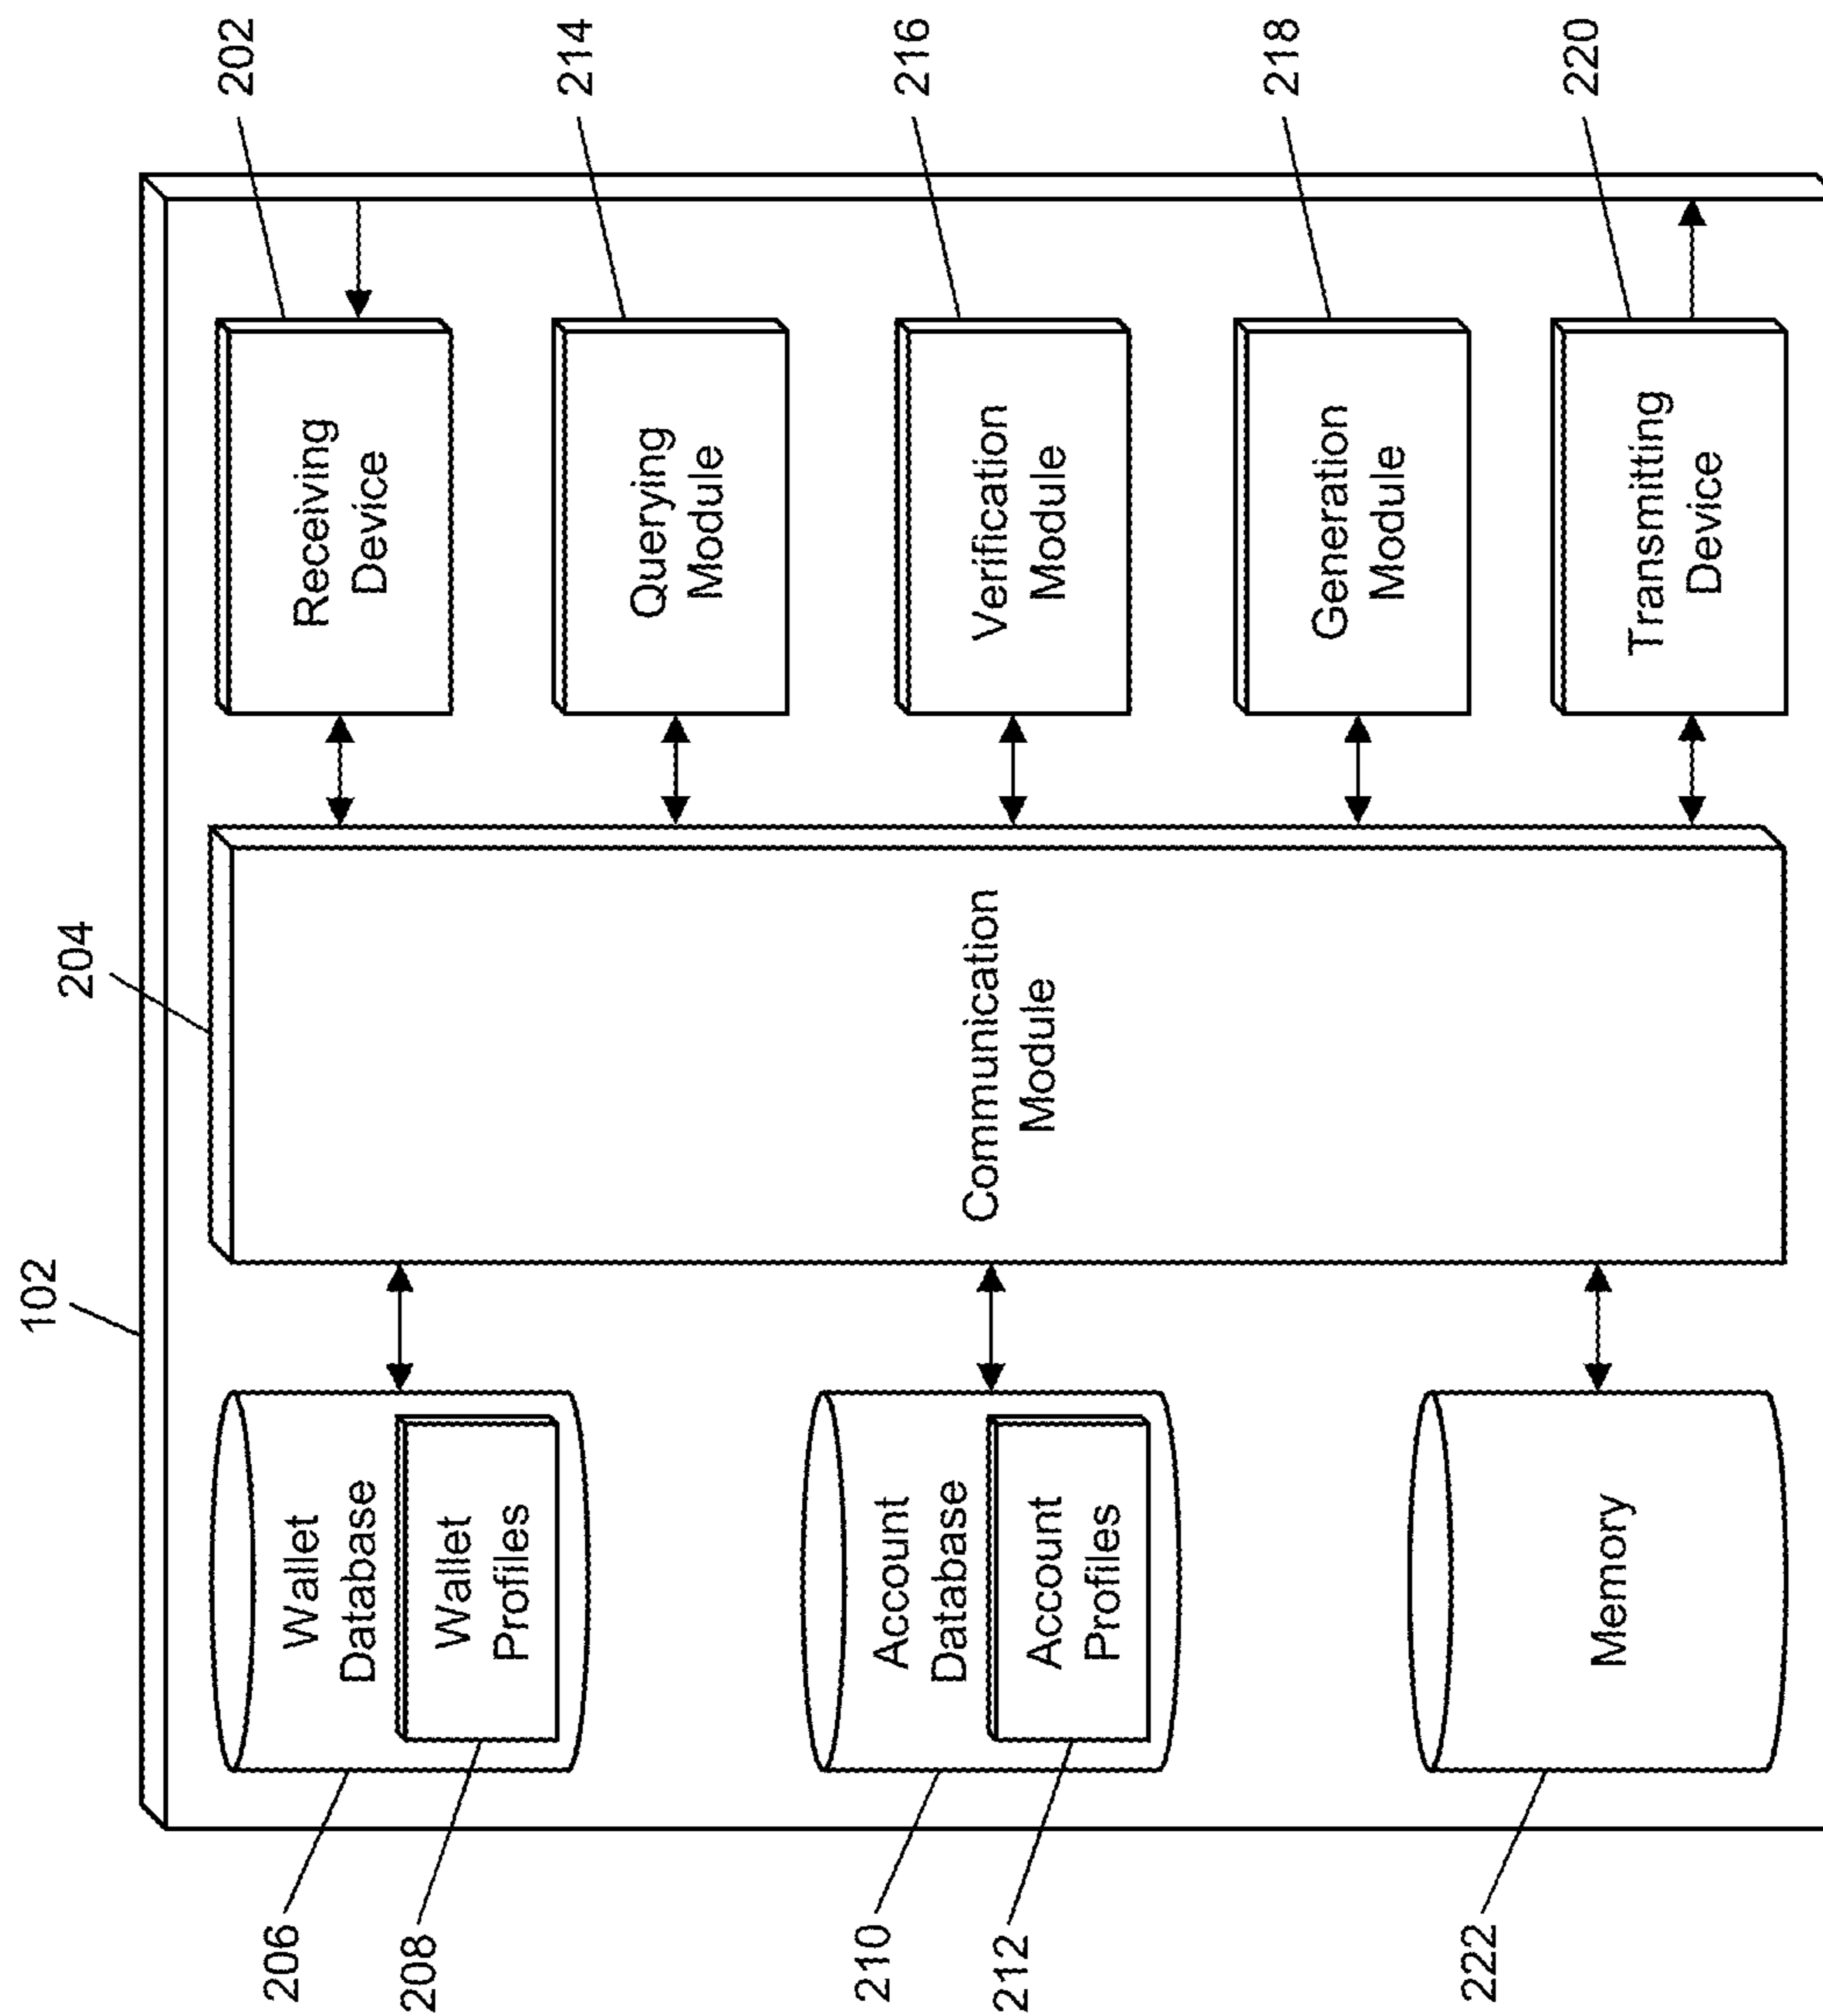 102
204
202
214
216
218
220
206
208
210
212
222
Wallet
Database
Wallet
Profiles
Account
Database
Account
Profiles
Memory
Communication
Module
Receiving
Device
Querying
Module
Verification
Module
Generation
Module
Transmitting
Device